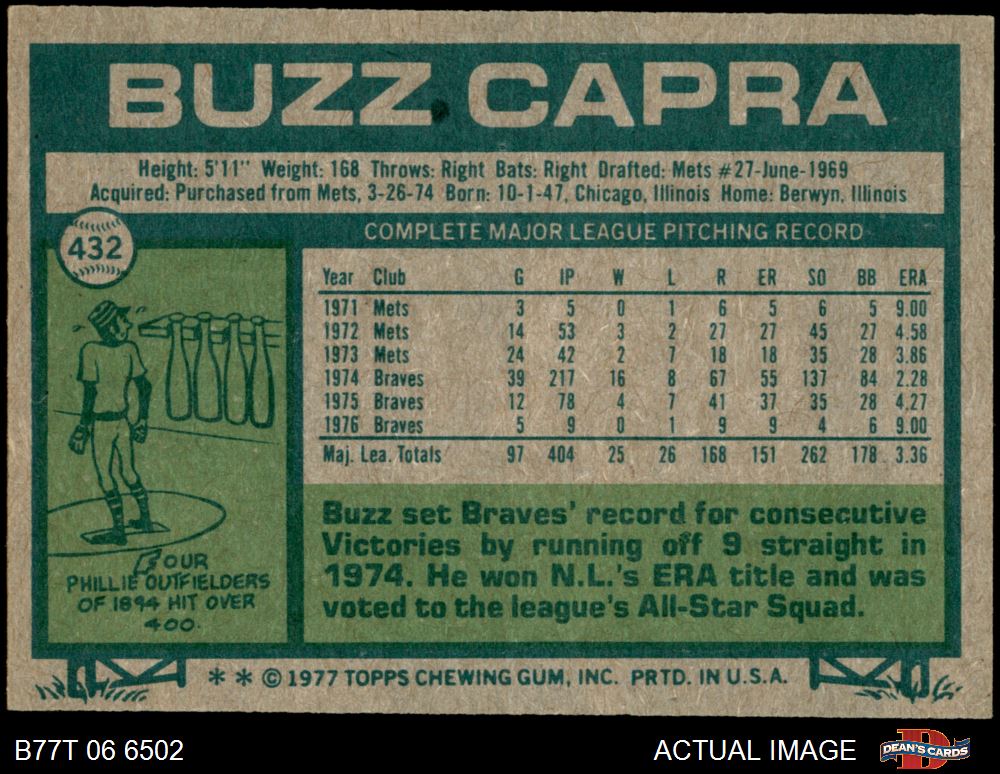 BUZZ CAPRA
Height: 5'11" Weight: 168 Throws: Right Bats: Right Drafted: Mets #27-June-1969
Acquired: Purchased from Mets, 3-26-74 Born: 10-1-47, Chicago, Illinois Home: Berwyn, Illinois
432
COMPLETE MAJOR LEAGUE PITCHING RECORD
Year Club G IP W L R ER SO BB ERA
1971 Mets 3 5 0 1 6 5 6 5 9.00
1972 Mets 14 53 3 2 27 27 45 27 4.58
1973 Mets 24 42 2 7 18 18 35 28 3.86
1974 Braves 39 217 16 8 67 55 137 84 2.28
1975 Braves 12 78 4 7 41 37 35 28 4.27
1976 Braves 5 9 0 1 9 9 4 6 9.00
Maj. Lea. Totals 97 404 25 26 168 151 262 178 3.36
FOUR
PHILLIE OUTFIELDERS
OF 1894 HIT OVER
400.
Buzz set Braves' record for consecutive
Victories by running off 9 straight in
1974. He won N.L.'s ERA title and was
voted to the league's All-Star Squad.
* * © 1977 TOPPS CHEWING GUM, INC. PRTD. IN U.S.A.
B77T 06 6502
ACTUAL IMAGE
DEAN'S CARDS